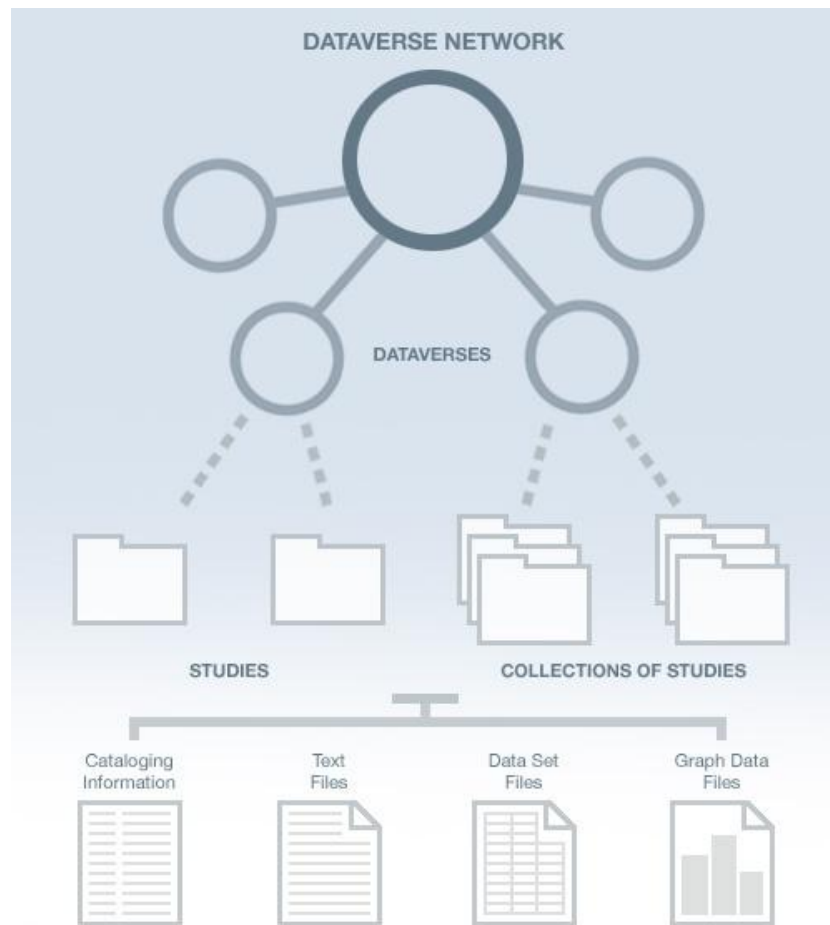 DATAVERSE NETWORK
DATAVERSES
STUDIES
COLLECTIONS OF STUDIES
Cataloging
Information
Text
Files
Data Set
Files
Graph Data
Files